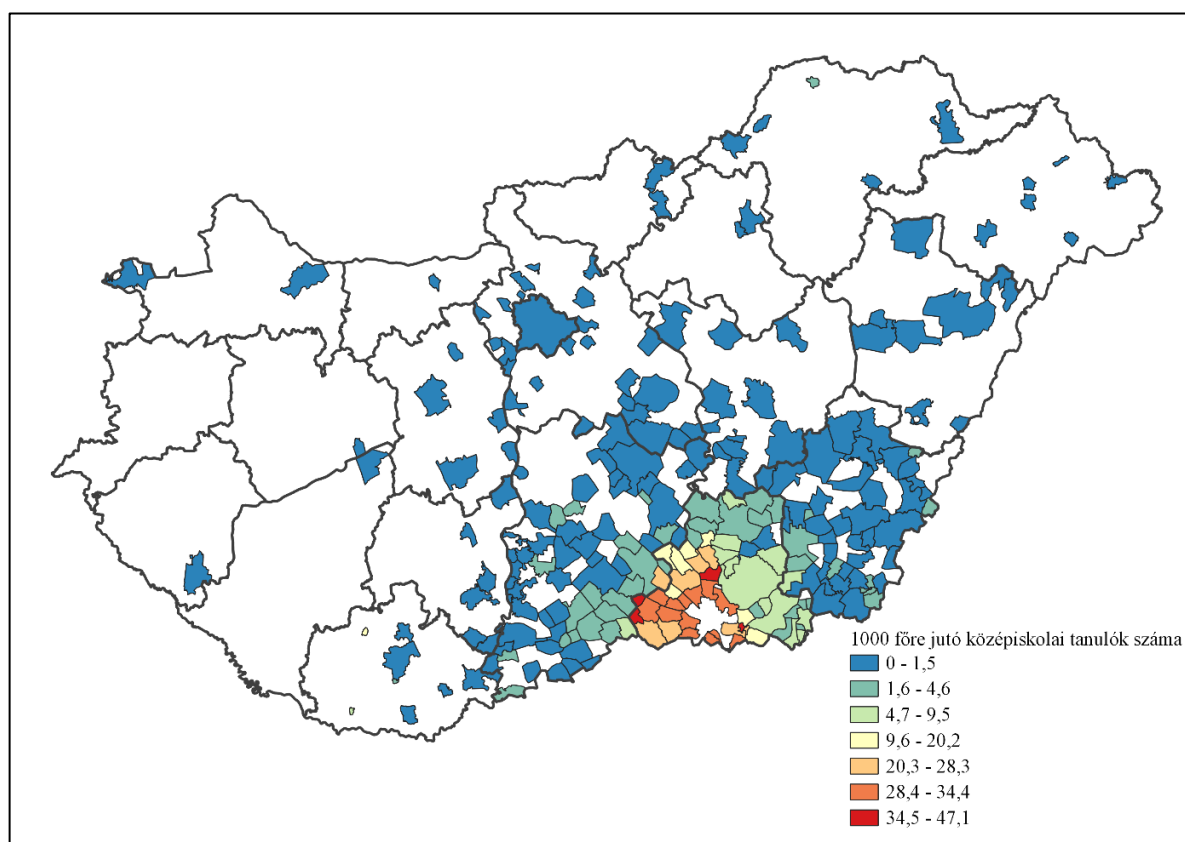 1000 főre jutó középiskolai tanulók száma
0 - 1,5
1,6 - 4,6
4,7 - 9,5
9,6 - 20,2
20,3 - 28,3
28,4 - 34,4
34,5 - 47,1